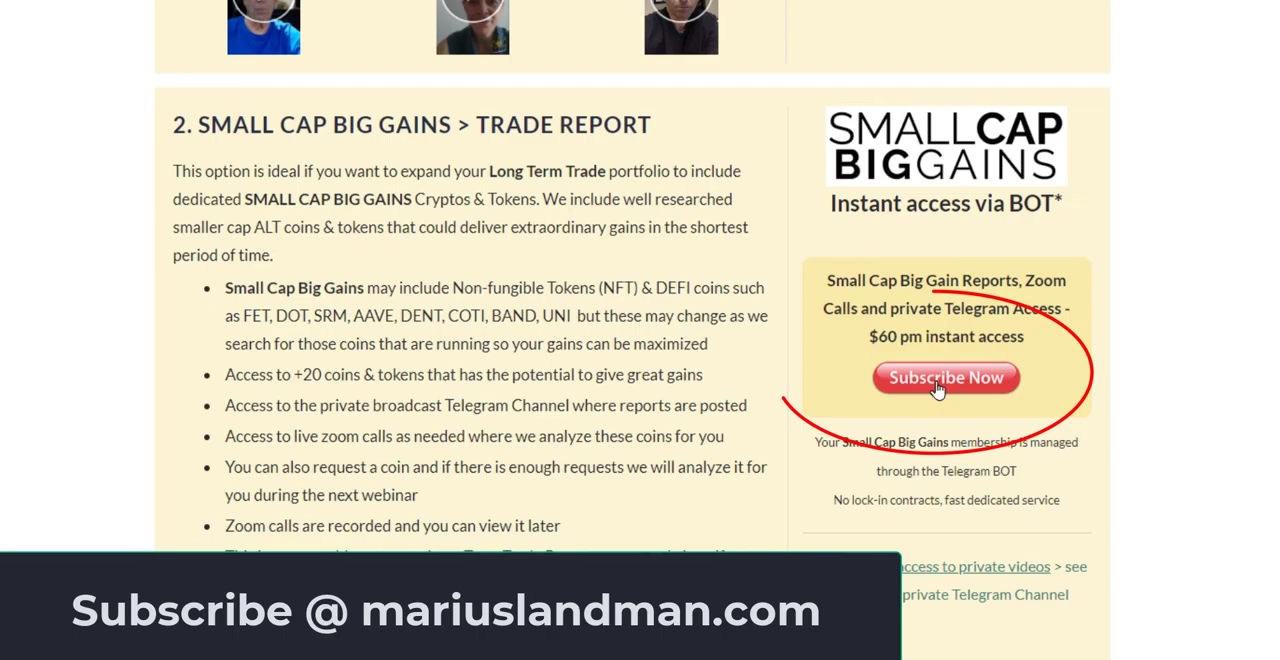 2. SMALL CAP BIG GAINS > TRADE REPORT
This option is ideal if you want to expand your Long Term Trade portfolio to include
dedicated SMALL CAP BIG GAINS Cryptos & Tokens. We include well researched
smaller cap ALT coins & tokens that could deliver extraordinary gains in the shortest
period of time.
• Small Cap Big Gains may include Non-fungible Tokens (NFT) & DEFI coins such
as FET, DOT, SRM, AAVE, DENT, COTI, BAND, UNI but these may change as we
search for those coins that are running so your gains can be maximized
• Access to +20 coins & tokens that has the potential to give great gains
• Access to the private broadcast Telegram Channel where reports are posted
• Access to live zoom calls as needed where we analyze these coins for you
• You can also request a coin and if there is enough requests we will analyze it for
you during the next webinar
• Zoom calls are recorded and you can view it later
SMALLCAP
BIGGAINS
Instant access via BOT*
Small Cap Big Gain Reports, Zoom
Calls and private Telegram Access -
$60 pm instant access
Subscribe Now
Your Small Cap Big Gains membership is managed
through the Telegram BOT
No lock-in contracts, fast dedicated service
access to private videos > see
private Telegram Channel
Subscribe @ mariuslandman.com